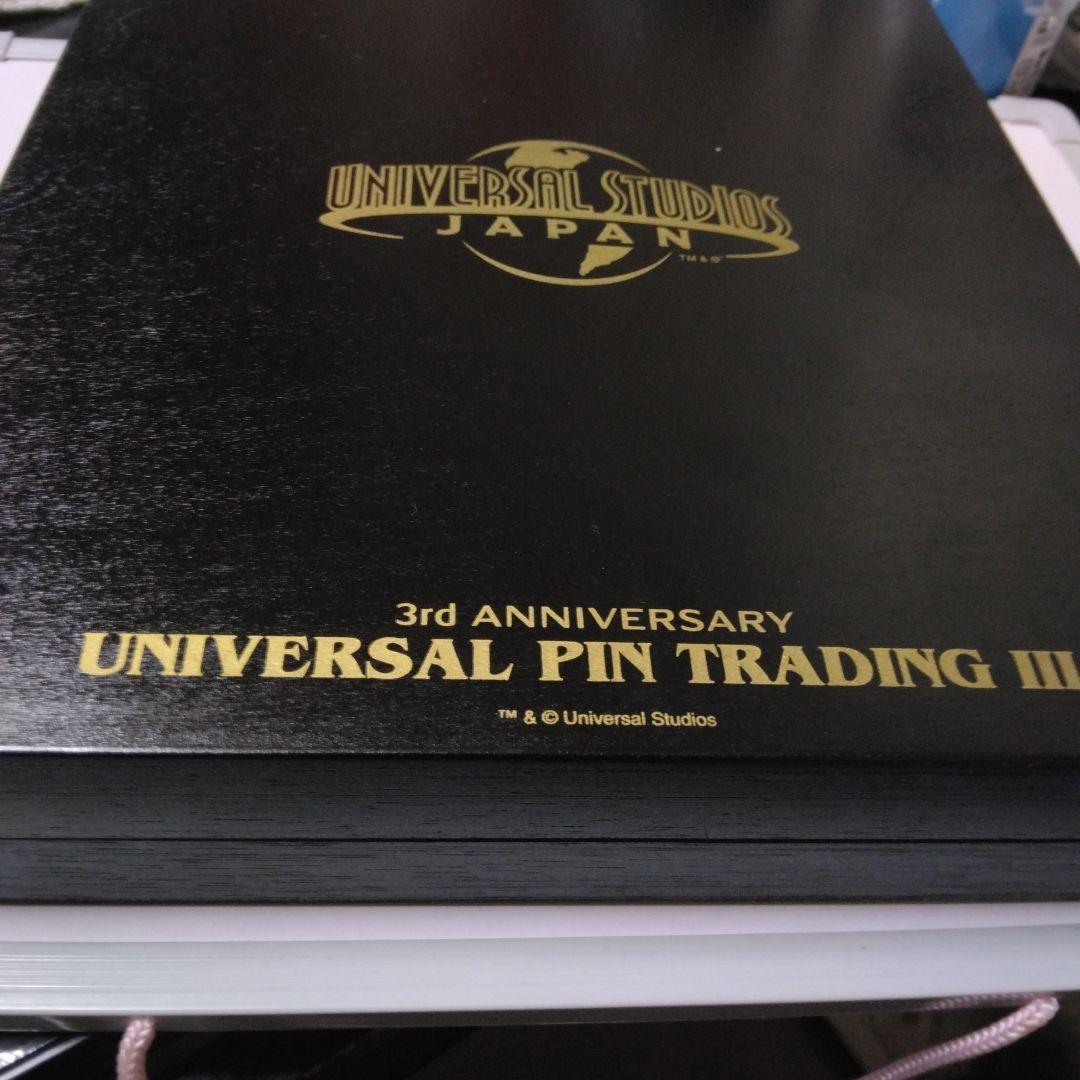 UNIVERSAL STUDIOS
JAPAN
TM & ©
3rd ANNIVERSARY
UNIVERSAL PIN TRADING III
™ & © Universal Studios